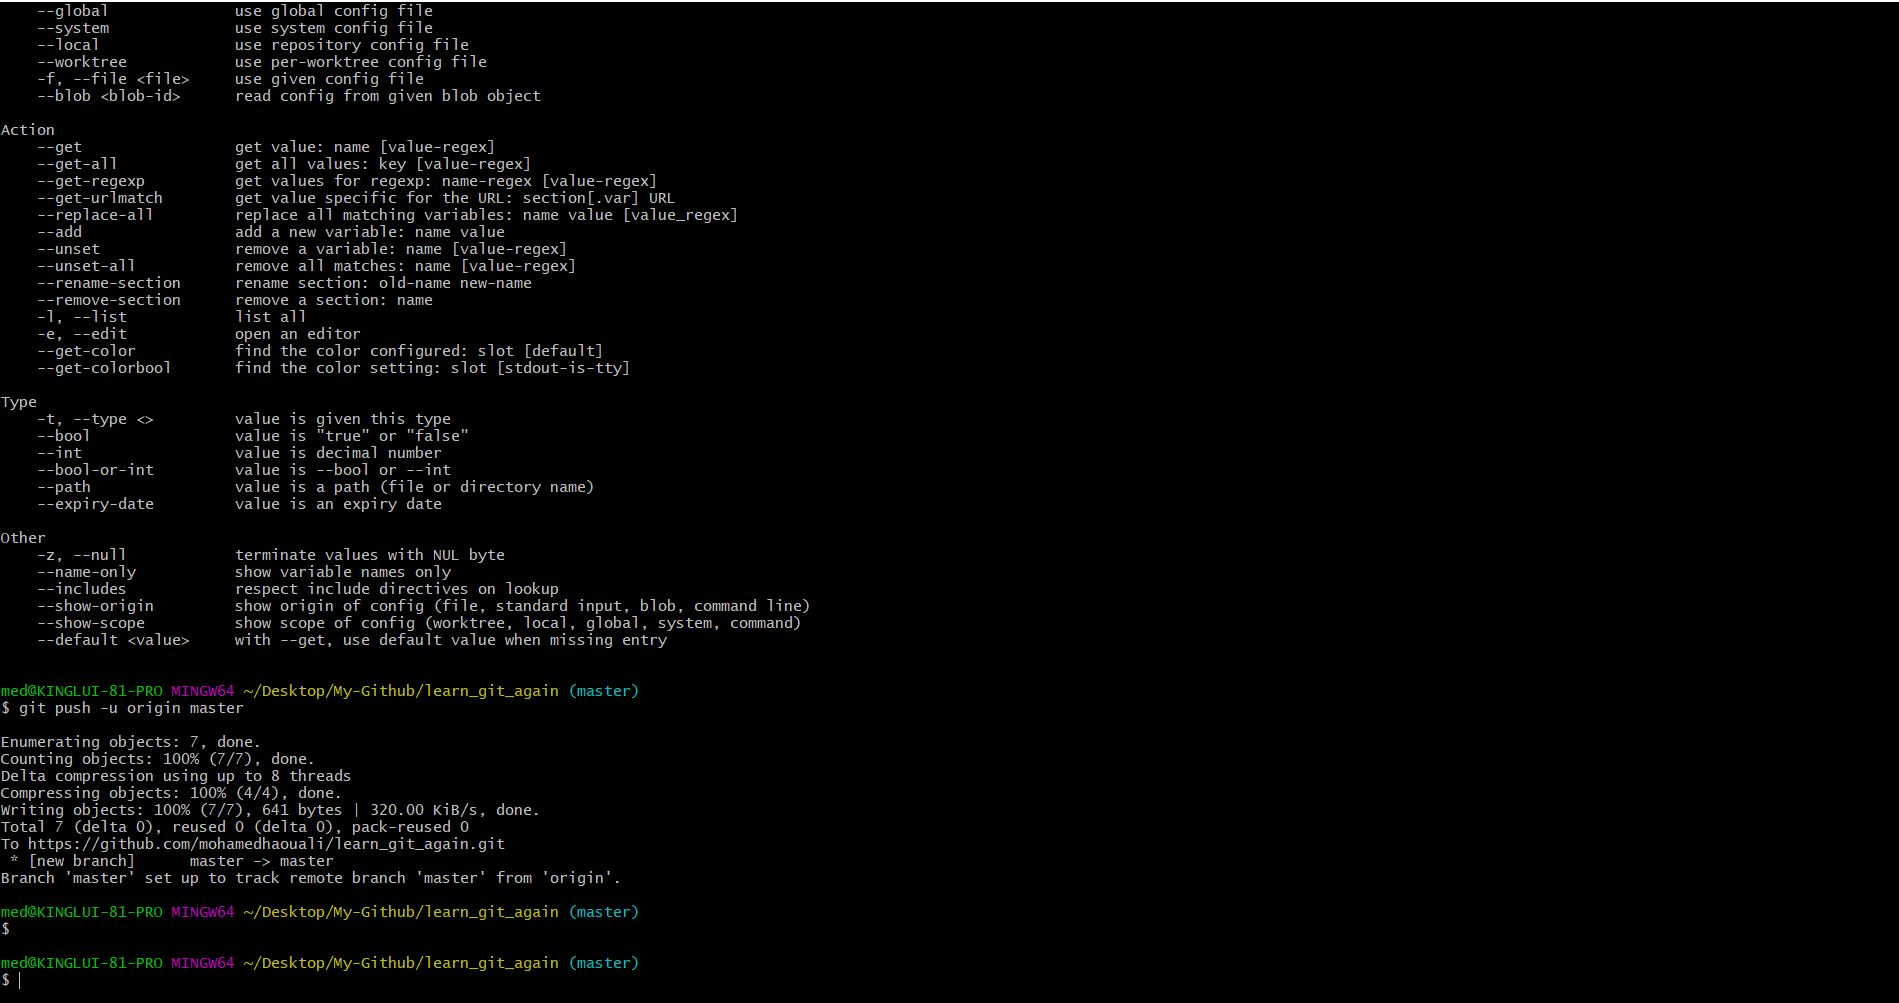 --global              use global config file
    --system              use system config file
    --local               use repository config file
    --worktree            use per-worktree config file
    -f, --file <file>     use given config file
    --blob <blob-id>      read config from given blob object

Action
    --get                 get value: name [value-regex]
    --get-all             get all values: key [value-regex]
    --get-regexp          get values for regexp: name-regex [value-regex]
    --get-urlmatch        get value specific for the URL: section[.var] URL
    --replace-all         replace all matching variables: name value [value_regex]
    --add                 add a new variable: name value
    --unset               remove a variable: name [value-regex]
    --unset-all           remove all matches: name [value-regex]
    --rename-section      rename section: old-name new-name
    --remove-section      remove a section: name
    -l, --list            list all
    -e, --edit            open an editor
    --get-color           find the color configured: slot [default]
    --get-colorbool       find the color setting: slot [stdout-is-tty]

Type
    -t, --type <>         value is given this type
    --bool                value is "true" or "false"
    --int                 value is decimal number
    --bool-or-int         value is --bool or --int
    --path                value is a path (file or directory name)
    --expiry-date         value is an expiry date

Other
    -z, --null            terminate values with NUL byte
    --name-only           show variable names only
    --includes            respect include directives on lookup
    --show-origin         show origin of config (file, standard input, blob, command line)
    --show-scope          show scope of config (worktree, local, global, system, command)
    --default <value>     with --get, use default value when missing entry

med@KINGLUI-81-PRO MINGW64 ~/Desktop/My-Github/learn_git_again (master)
$ git push -u origin master

Enumerating objects: 7, done.
Counting objects: 100% (7/7), done.
Delta compression using up to 8 threads
Compressing objects: 100% (4/4), done.
Writing objects: 100% (7/7), 641 bytes | 320.00 KiB/s, done.
Total 7 (delta 0), reused 0 (delta 0), pack-reused 0
To https://github.com/mohamedhaouali/learn_git_again.git
 * [new branch]      master -> master
Branch 'master' set up to track remote branch 'master' from 'origin'.

med@KINGLUI-81-PRO MINGW64 ~/Desktop/My-Github/learn_git_again (master)
$

med@KINGLUI-81-PRO MINGW64 ~/Desktop/My-Github/learn_git_again (master)
$